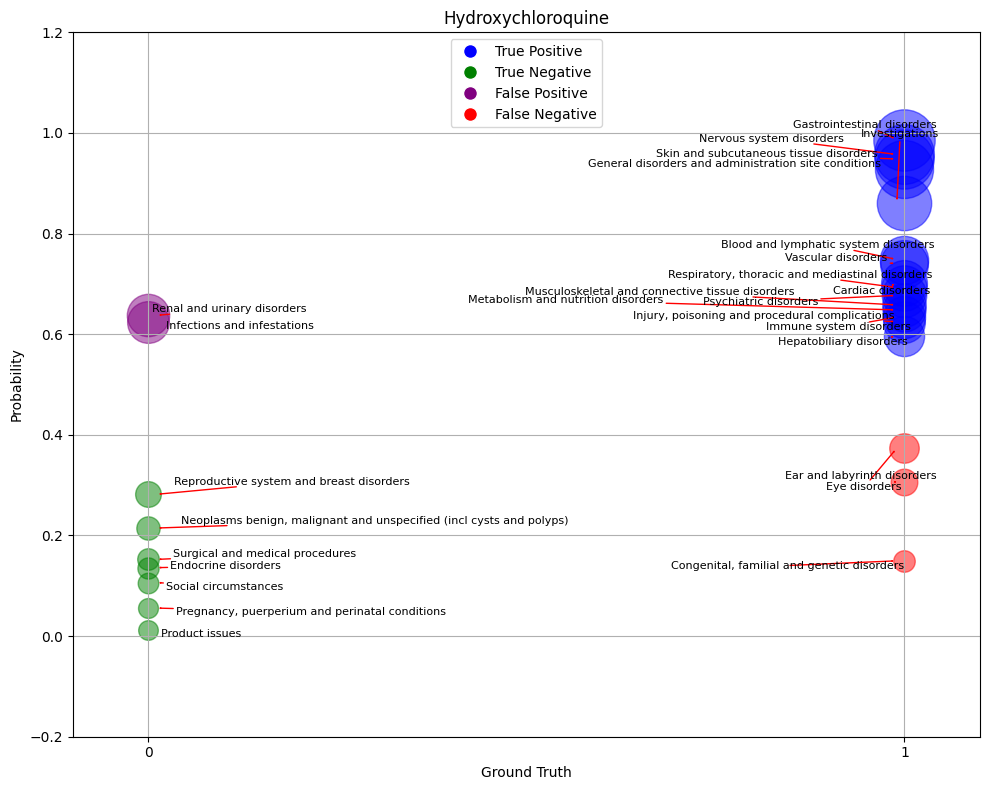 Hydroxychloroquine
1.2
True Positive
True Negative
False Positive
False Negative
1.0
Gastrointestinal disorders
Investigations
Nervous system disorders
Skin and subcutaneous tissue disorders
General disorders and administration site conditions
0.8
Blood and lymphatic system disorders
Vascular disorders
Respiratory, thoracic and mediastinal disorders
Cardiac disorders
Musculoskeletal and connective tissue disorders
Metabolism and nutrition disorders
Psychiatric disorders
Renal and urinary disorders
Injury, poisoning and procedural complications
Infections and infestations
Immune system disorders
0.6
Hepatobiliary disorders
Probability
0.4
Ear and labyrinth disorders
Reproductive system and breast disorders
Eye disorders
Neoplasms benign, malignant and unspecified (incl cysts and polyps)
0.2
Surgical and medical procedures
Endocrine disorders
Congenital, familial and genetic disorders
Social circumstances
Pregnancy, puerperium and perinatal conditions
Product issues
0.0
−0.2
0
1
Ground Truth